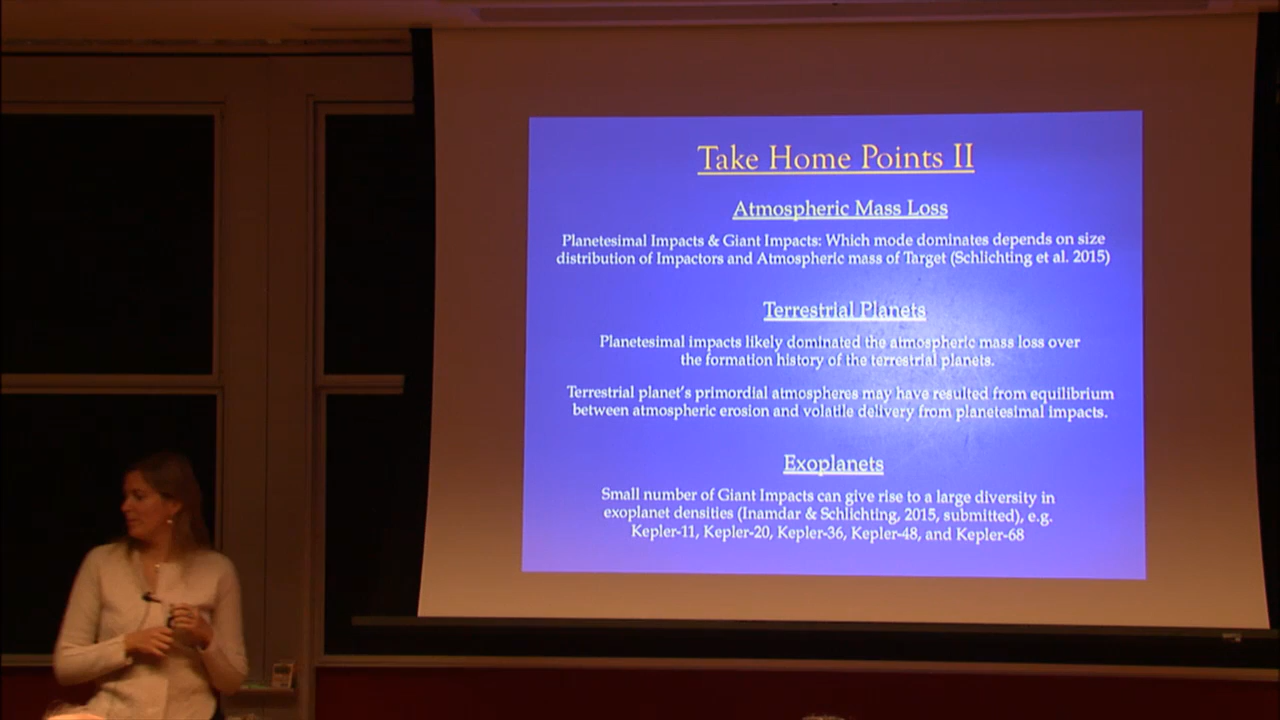 Take Home Points II
Atmospheric Mass Loss
Planetesimal Impacts & Giant Impacts: Which mode dominates depends on size
distribution of Impactors and Atmospheric mass of Target (Schlichting et al. 2015)
Terrestrial Planets
Planetesimal impacts likely dominated the atmospheric mass loss over
the formation history of the terrestrial planets.
Terrestrial planet's primordial atmospheres may have resulted from equilibrium
between atmospheric erosion and volatile delivery from planetesimal impacts.
Exoplanets
Small number of Giant Impacts can give rise to a large diversity in
exoplanet densities (Inamdar & Schlichting, 2015, submitted), e.g.
Kepler-11, Kepler-20, Kepler-36, Kepler-48, and Kepler-68